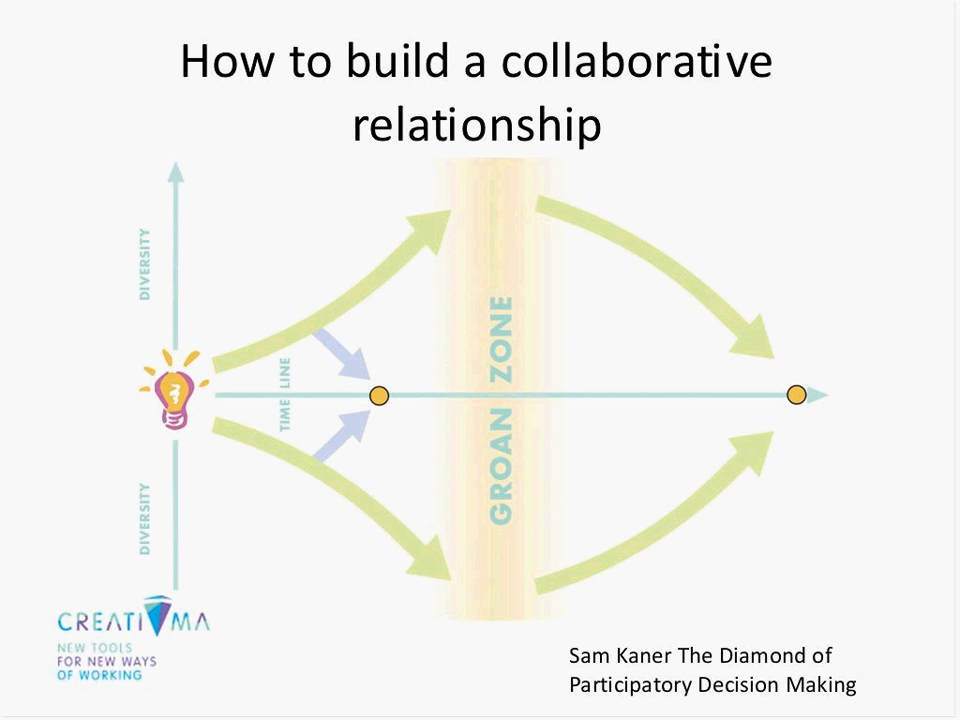 How to build a collaborative
relationship
DIVERSITY
TIME LINE
GROAN ZONE
DIVERSITY
CREATIVMA
NEW TOOLS
FOR NEW WAYS
OF WORKING
Sam Kaner The Diamond of
Participatory Decision Making